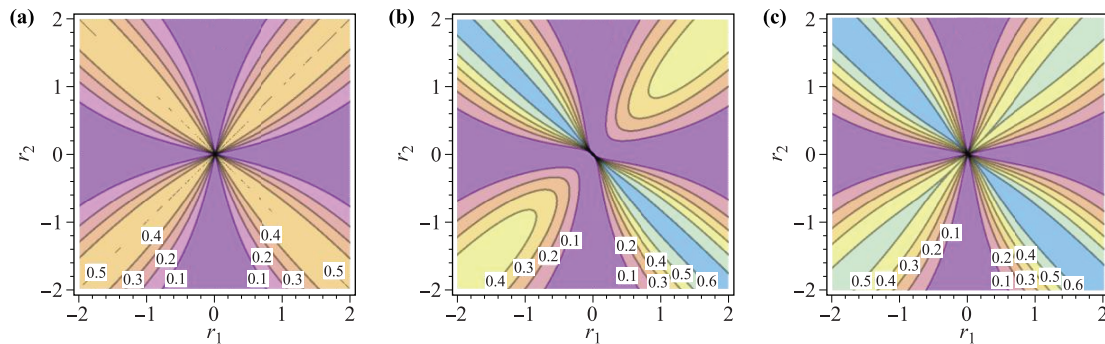 (a) (b) (c)
2 2 2
1 1 1
r2 0 r2 0 r2 0
−1 −1 −1
−2 −2 −2
0.4 0.4
0.2 0.2
0.5 0.3 0.1 0.1 0.3 0.5
0.1 0.2
0.2 0.4
0.4 0.3 0.1 0.3 0.5 0.6
0.1
0.2 0.2 0.4
0.3
0.5 0.4 0.1 0.3 0.5 0.6
−2 −1 0 1 2 −2 −1 0 1 2 −2 −1 0 1 2
r1 r1 r1